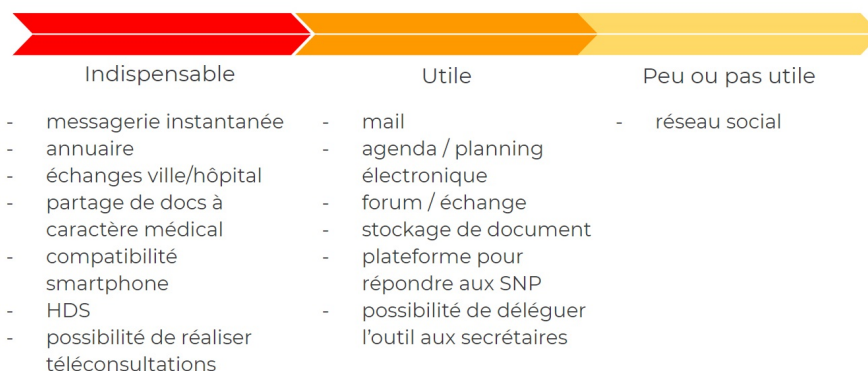 Indispensable
- messagerie instantanée
- annuaire
- échanges ville/hôpital
- partage de docs à
caractère médical
- compatibilité
smartphone
- HDS
- possibilité de réaliser
téléconsultations
Utile
- mail
- agenda / planning
électronique
- forum / échange
- stockage de document
- plateforme pour
répondre aux SNP
- possibilité de déléguer
l'outil aux secrétaires
Peu ou pas utile
- réseau social